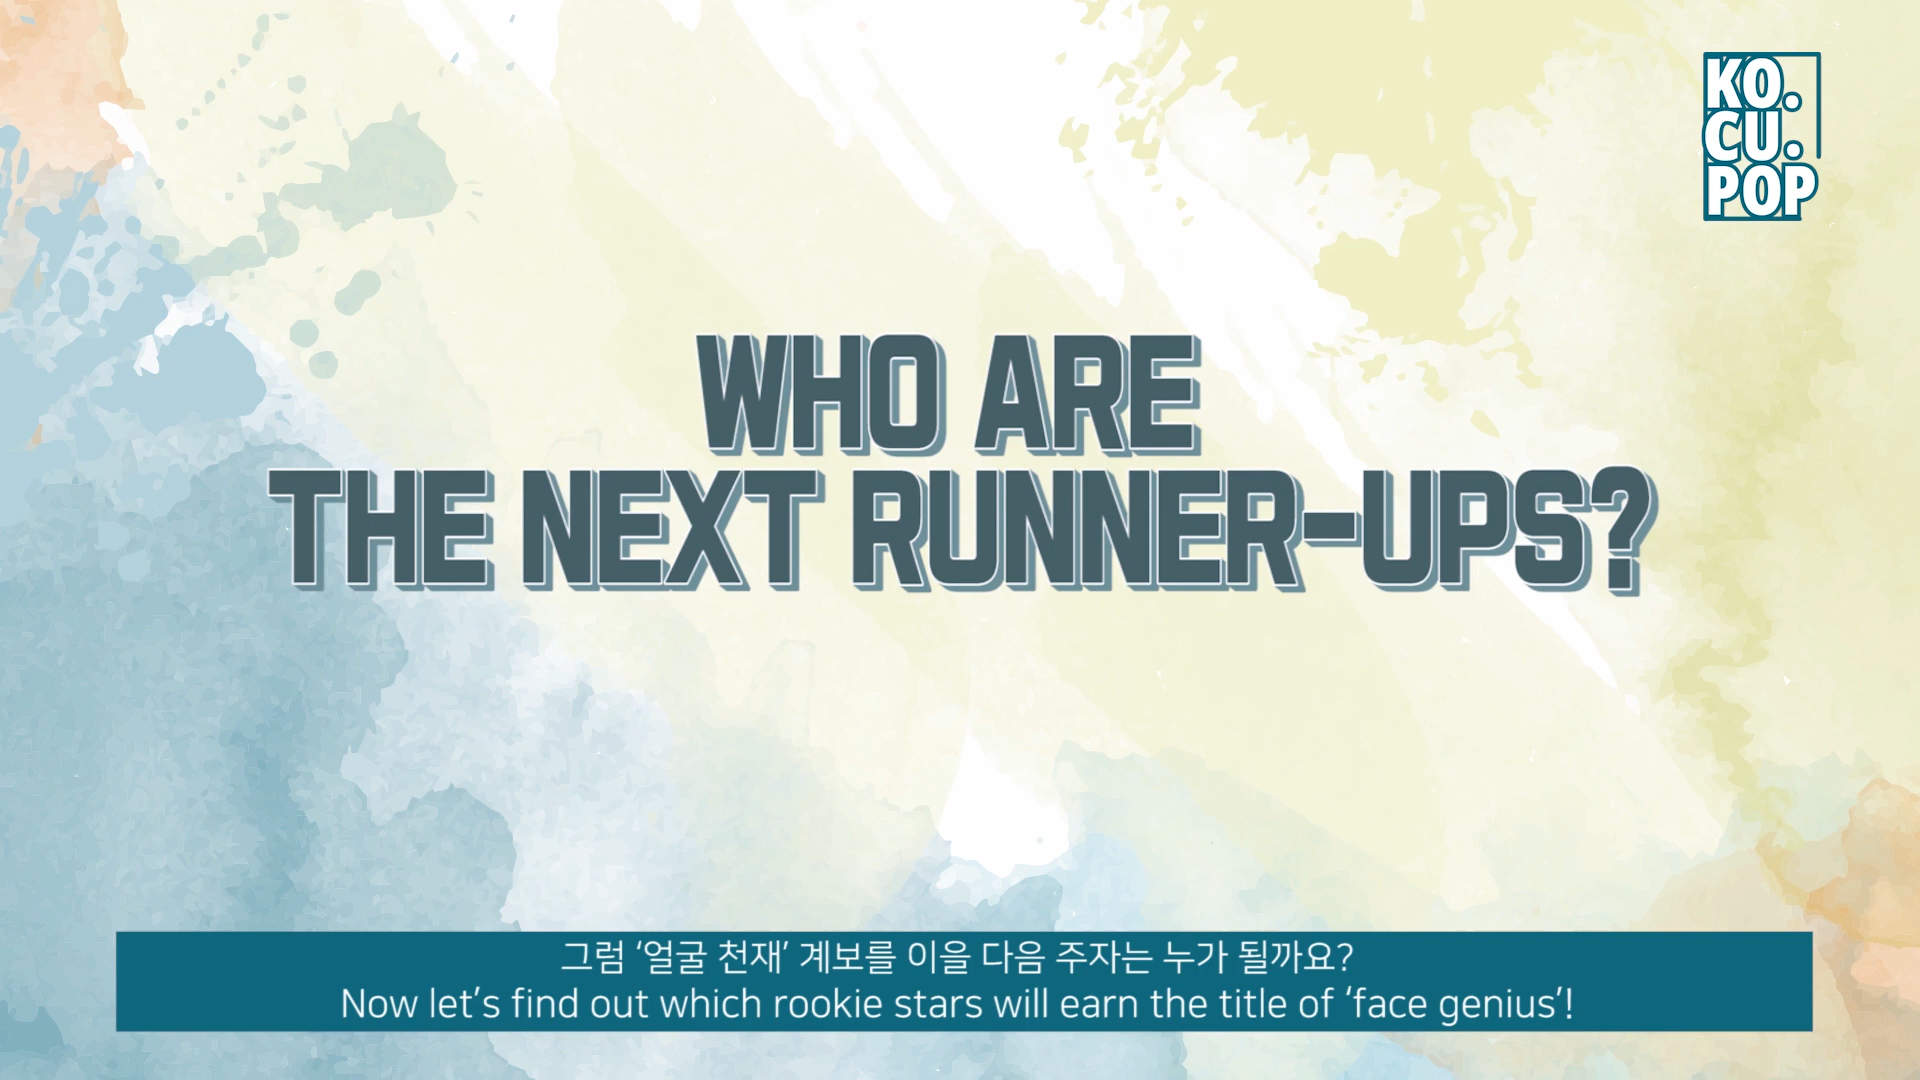 KO.
CU.
POP
WHO ARE
THE NEXT RUNNER-UPS?
그럼 ‘얼굴 천재’ 계보를 이을 다음 주자는 누가 될까요?
Now let’s find out which rookie stars will earn the title of ‘face genius’!